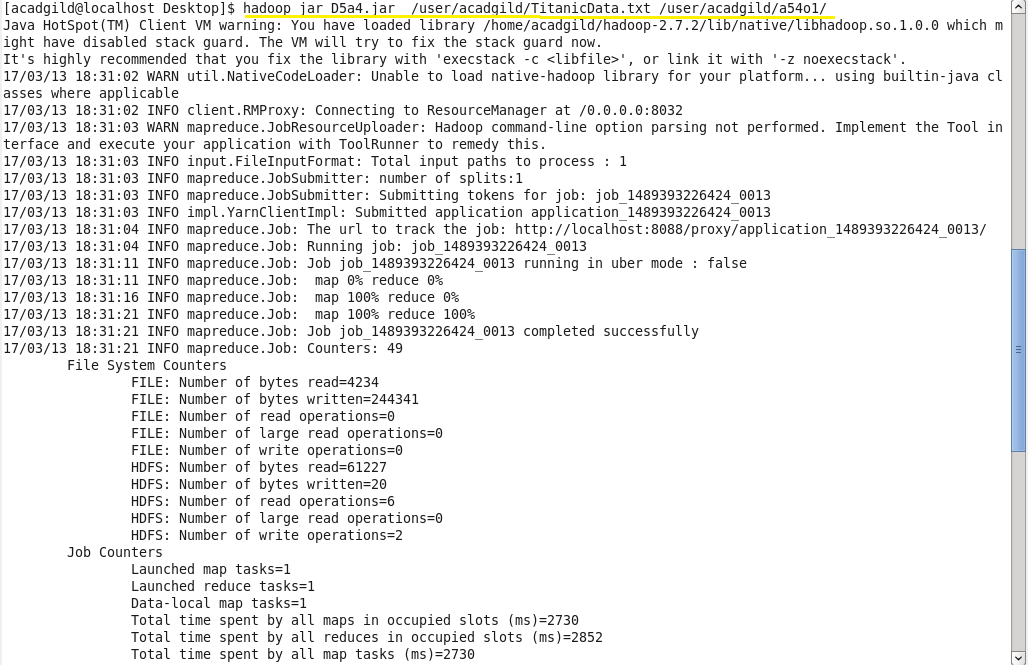 [acadgild@localhost Desktop]$ hadoop jar D5a4.jar  /user/acadgild/TitanicData.txt /user/acadgild/a54o1/
Java HotSpot(TM) Client VM warning: You have loaded library /home/acadgild/hadoop-2.7.2/lib/native/libhadoop.so.1.0.0 which m
ight have disabled stack guard. The VM will try to fix the stack guard now.
It's highly recommended that you fix the library with 'execstack -c <libfile>', or link it with '-z noexecstack'.
17/03/13 18:31:02 WARN util.NativeCodeLoader: Unable to load native-hadoop library for your platform... using builtin-java cl
asses where applicable
17/03/13 18:31:02 INFO client.RMProxy: Connecting to ResourceManager at /0.0.0.0:8032
17/03/13 18:31:03 WARN mapreduce.JobResourceUploader: Hadoop command-line option parsing not performed. Implement the Tool in
terface and execute your application with ToolRunner to remedy this.
17/03/13 18:31:03 INFO input.FileInputFormat: Total input paths to process : 1
17/03/13 18:31:03 INFO mapreduce.JobSubmitter: number of splits:1
17/03/13 18:31:03 INFO mapreduce.JobSubmitter: Submitting tokens for job: job_1489393226424_0013
17/03/13 18:31:03 INFO impl.YarnClientImpl: Submitted application application_1489393226424_0013
17/03/13 18:31:04 INFO mapreduce.Job: The url to track the job: http://localhost:8088/proxy/application_1489393226424_0013/
17/03/13 18:31:04 INFO mapreduce.Job: Running job: job_1489393226424_0013
17/03/13 18:31:11 INFO mapreduce.Job: Job job_1489393226424_0013 running in uber mode : false
17/03/13 18:31:11 INFO mapreduce.Job:  map 0% reduce 0%
17/03/13 18:31:16 INFO mapreduce.Job:  map 100% reduce 0%
17/03/13 18:31:21 INFO mapreduce.Job:  map 100% reduce 100%
17/03/13 18:31:21 INFO mapreduce.Job: Job job_1489393226424_0013 completed successfully
17/03/13 18:31:21 INFO mapreduce.Job: Counters: 49
File System Counters
FILE: Number of bytes read=4234
FILE: Number of bytes written=244341
FILE: Number of read operations=0
FILE: Number of large read operations=0
FILE: Number of write operations=0
HDFS: Number of bytes read=61227
HDFS: Number of bytes written=20
HDFS: Number of read operations=6
HDFS: Number of large read operations=0
HDFS: Number of write operations=2
Job Counters
Launched map tasks=1
Launched reduce tasks=1
Data-local map tasks=1
Total time spent by all maps in occupied slots (ms)=2730
Total time spent by all reduces in occupied slots (ms)=2852
Total time spent by all map tasks (ms)=2730